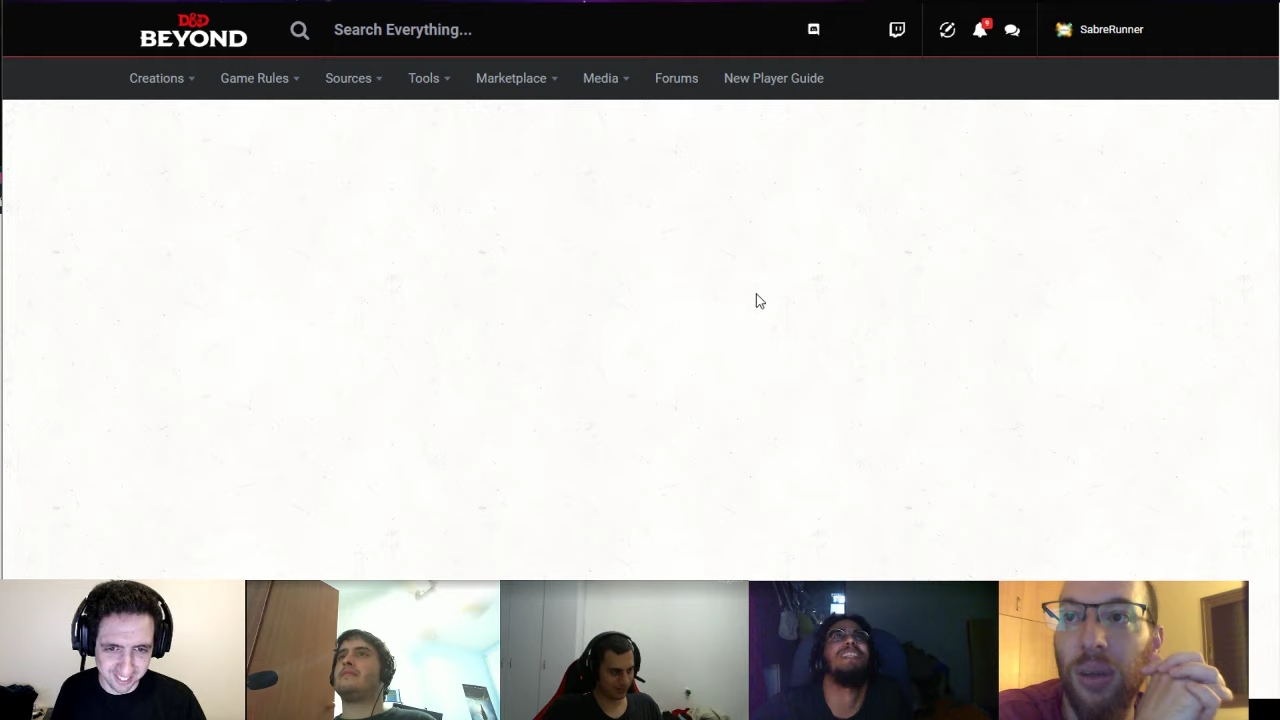 D&D
BEYOND
Search Everything...
9
SabreRunner
Creations
Game Rules
Sources
Tools
Marketplace
Media
Forums
New Player Guide